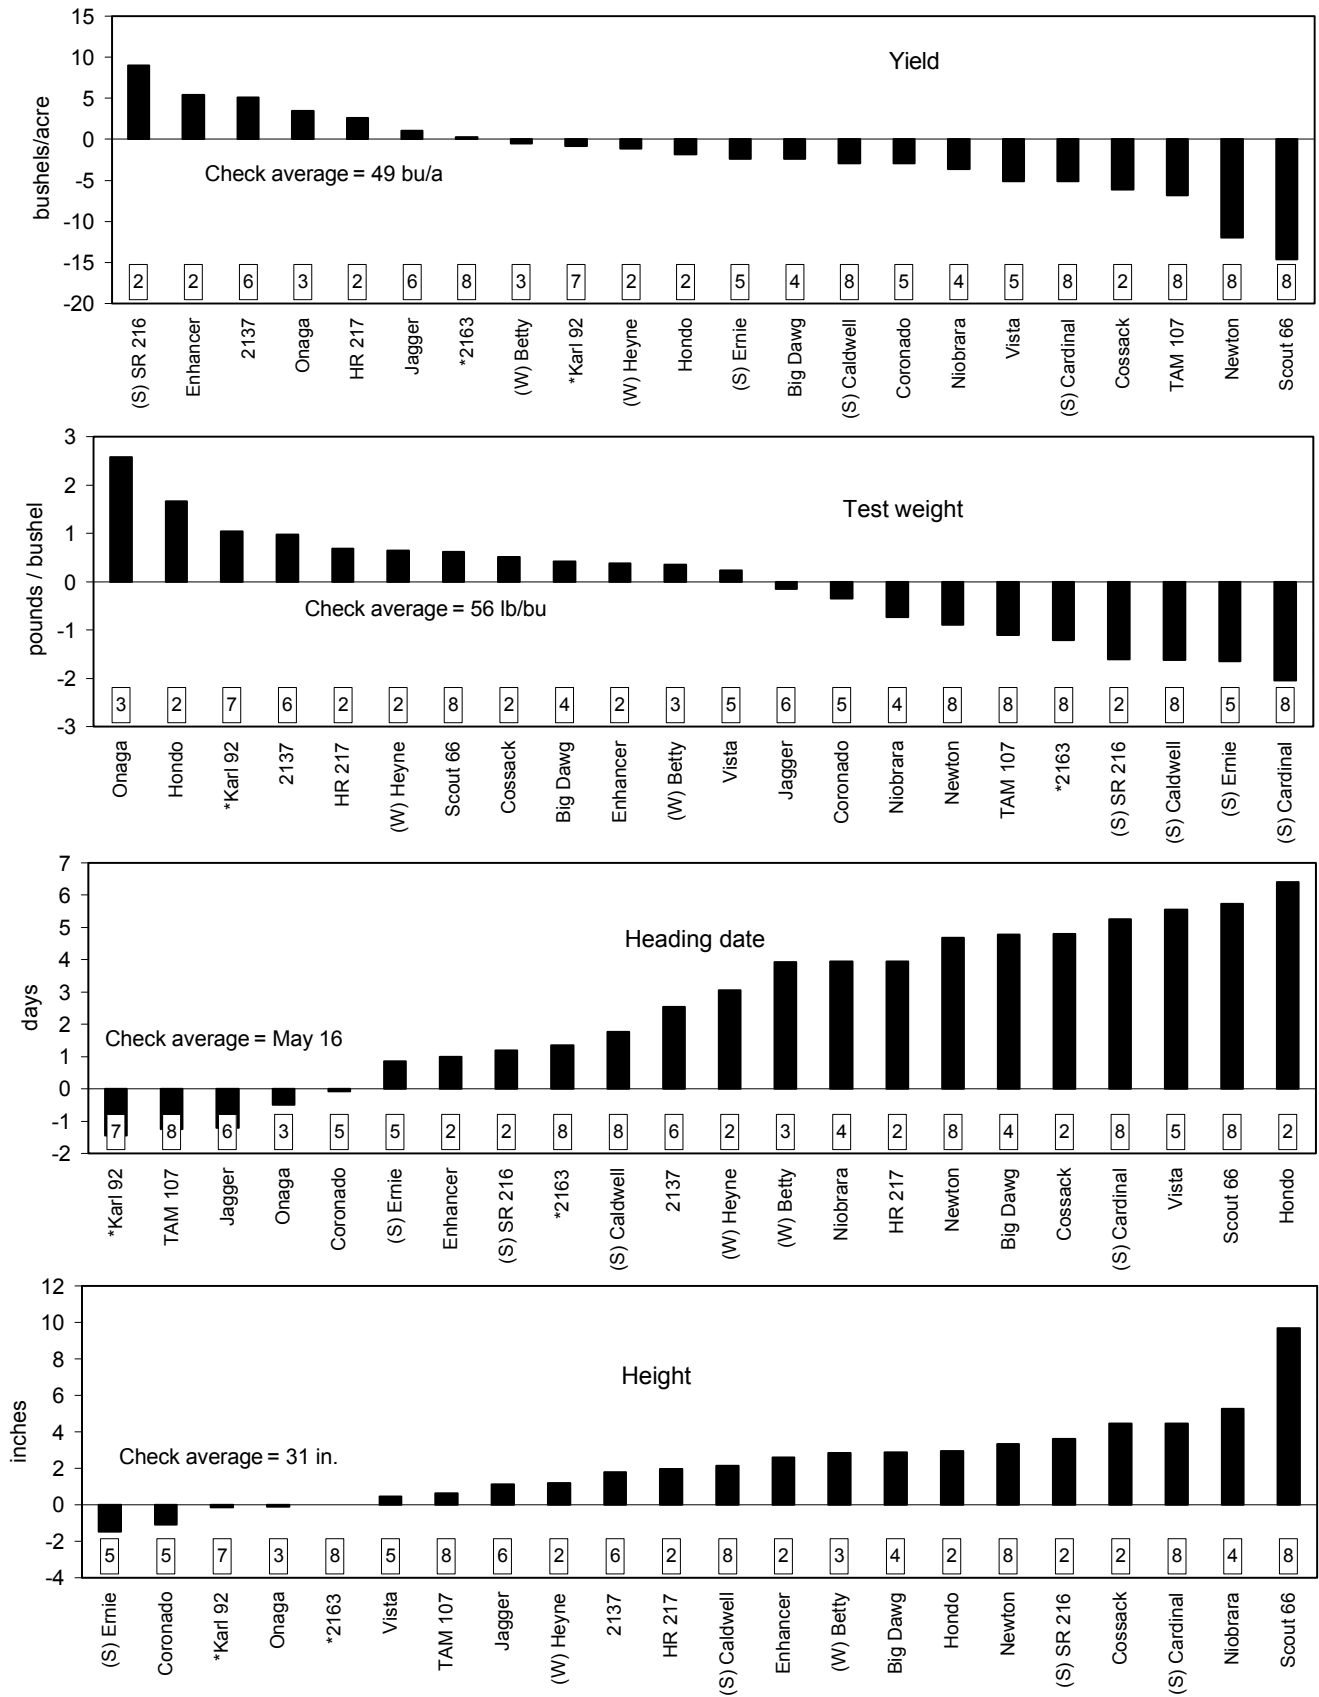 Yield
bushels/acre
15
10
5
0
-5
-10
-15
-20
Check average = 49 bu/a
2 2 6 3 2 6 8 3 7 2 2 5 4 8 5 4 5 8 2 8 8 8
(S) SR 216
Enhancer
2137
Onaga
HR 217
Jagger
*2163
(W) Betty
*Karl 92
(W) Heyne
Hondo
(S) Ernie
Big Dawg
(S) Caldwell
Coronado
Niobrara
Vista
(S) Cardinal
Cossack
TAM 107
Newton
Scout 66
Test weight
pounds / bushel
3
2
1
0
-1
-2
-3
Check average = 56 lb/bu
3 2 7 6 2 2 8 2 4 2 3 5 6 5 4 8 8 8 2 8 5 8
Onaga
Hondo
*Karl 92
2137
HR 217
(W) Heyne
Scout 66
Cossack
Big Dawg
Enhancer
(W) Betty
Vista
Jagger
Coronado
Niobrara
Newton
TAM 107
*2163
(S) SR 216
(S) Caldwell
(S) Ernie
(S) Cardinal
Heading date
days
7
6
5
4
3
2
1
0
-1
-2
Check average = May 16
7 8 6 3 5 5 2 2 8 8 6 2 3 4 2 8 4 2 8 5 8 2
*Karl 92
TAM 107
Jagger
Onaga
Coronado
(S) Ernie
Enhancer
(S) SR 216
*2163
(S) Caldwell
2137
(W) Heyne
(W) Betty
Niobrara
HR 217
Newton
Big Dawg
Cossack
(S) Cardinal
Vista
Scout 66
Hondo
Height
inches
12
10
8
6
4
2
0
-2
-4
Check average = 31 in.
5 5 7 3 8 5 8 6 2 6 2 8 2 3 4 2 8 2 2 8 4 8
(S) Ernie
Coronado
*Karl 92
Onaga
*2163
Vista
TAM 107
Jagger
(W) Heyne
2137
HR 217
(S) Caldwell
Enhancer
(W) Betty
Big Dawg
Hondo
Newton
(S) SR 216
Cossack
(S) Cardinal
Niobrara
Scout 66